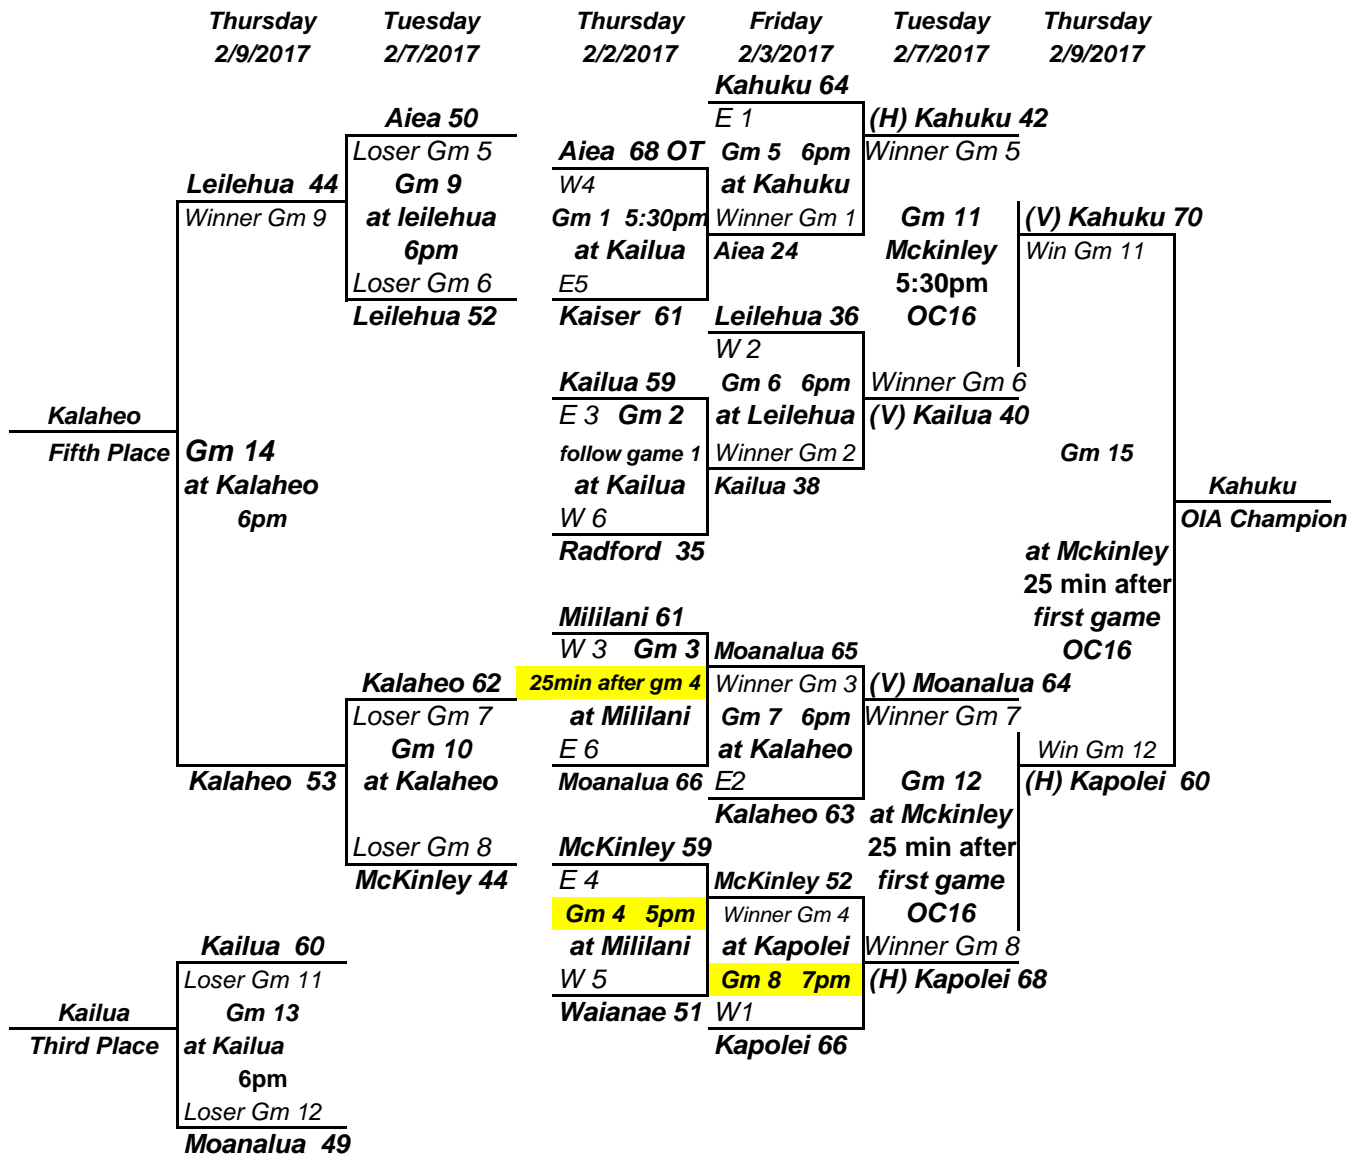 Thursday Tuesday Thursday Friday Tuesday Thursday
2/9/2017 2/7/2017 2/2/2017 2/3/2017 2/7/2017 2/9/2017
Kahuku 64
Aiea 50 E 1 (H) Kahuku 42
Loser Gm 5 Aiea 68 OT Gm 5 6pm Winner Gm 5
Leilehua 44 Gm 9 W4 at Kahuku
Winner Gm 9 at leilehua Gm 1 5:30pm Winner Gm 1 Gm 11 (V) Kahuku 70
6pm at Kailua Aiea 24 Mckinley Win Gm 11
Loser Gm 6 E5 5:30pm
Leilehua 52 Kaiser 61 Leilehua 36 OC16
W 2
Kailua 59 Gm 6 6pm Winner Gm 6
Kalaheo E 3 Gm 2 at Leilehua (V) Kailua 40
Fifth Place Gm 14 follow game 1 Winner Gm 2 Gm 15
at Kalaheo at Kailua Kailua 38 Kahuku
6pm W 6 OIA Champion
Radford 35 at Mckinley
25 min after
Mililani 61 first game
W 3 Gm 3 Moanalua 65 OC16
Kalaheo 62 25min after gm 4 Winner Gm 3 (V) Moanalua 64
Loser Gm 7 at Mililani Gm 7 6pm Winner Gm 7
Gm 10 E 6 at Kalaheo Win Gm 12
Kalaheo 53 at Kalaheo Moanalua 66 E2 Gm 12 (H) Kapolei 60
Kalaheo 63 at Mckinley
Loser Gm 8 McKinley 59 25 min after
McKinley 44 E 4 McKinley 52 first game
Gm 4 5pm Winner Gm 4 OC16
Kailua 60 at Mililani at Kapolei Winner Gm 8
Loser Gm 11 W 5 Gm 8 7pm (H) Kapolei 68
Kailua Gm 13 Waianae 51 W1
Third Place at Kailua Kapolei 66
6pm
Loser Gm 12
Moanalua 49